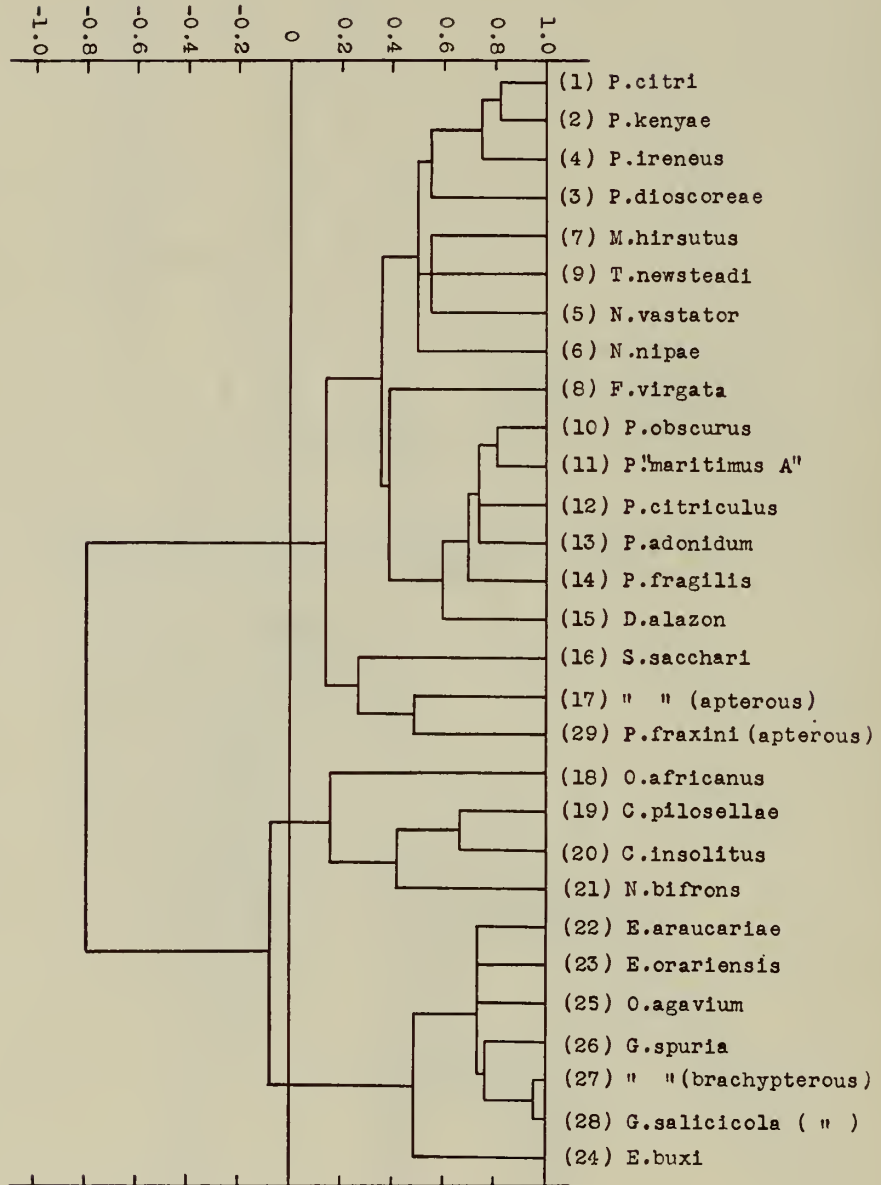 -1.0 -0.8 -0.6 -0.4 -0.2 0 0.2 0.4 0.6 0.8 1.0
(1) P.citri
(2) P.kenyae
(4) P.ireneus
(3) P.dioscoreae
(7) M.hirsutus
(9) T.newsteadi
(5) N.vastator
(6) N.nipae
(8) F.virgata
(10) P.obscurus
(11) P."maritimus A"
(12) P.citriculus
(13) P.adonidum
(14) P.fragilis
(15) D.alazon
(16) S.sacchari
(17) " " (apterous)
(29) P.fraxini (apterous)
(18) O.africanus
(19) C.pilosellae
(20) C.insolitus
(21) N.bifrons
(22) E.araucariae
(23) E.orariensis
(25) O.agavium
(26) G.spuria
(27) " " (brachypterous)
(28) G.salicicola ( " )
(24) E.buxi